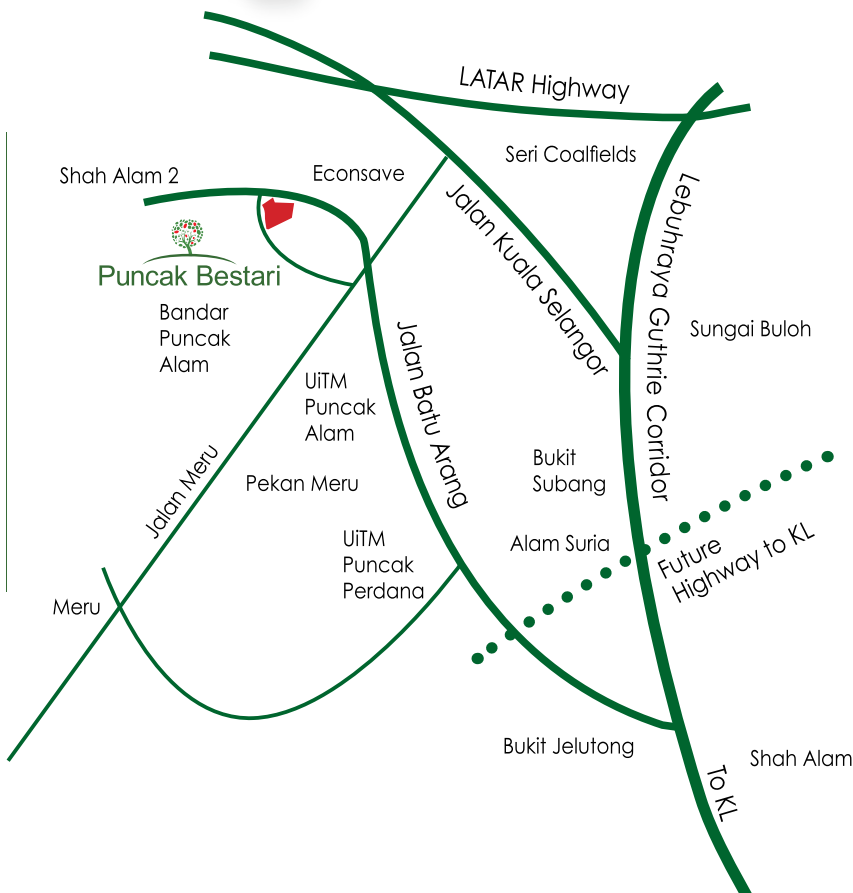 LATAR Highway
Seri Coalfields
Econsave
Shah Alam 2
Jalan Kuala Selangor
Lebuhraya Guthrie Corridor
Puncak Bestari
Bandar
Puncak
Alam
Sungai Buloh
Jalan Batu Arang
UiTM
Puncak
Alam
Jalan Meru
Pekan Meru
Bukit
Subang
UiTM
Puncak
Perdana
Alam Suria
Future
Highway to KL
Meru
Bukit Jelutong
Shah Alam
To KL